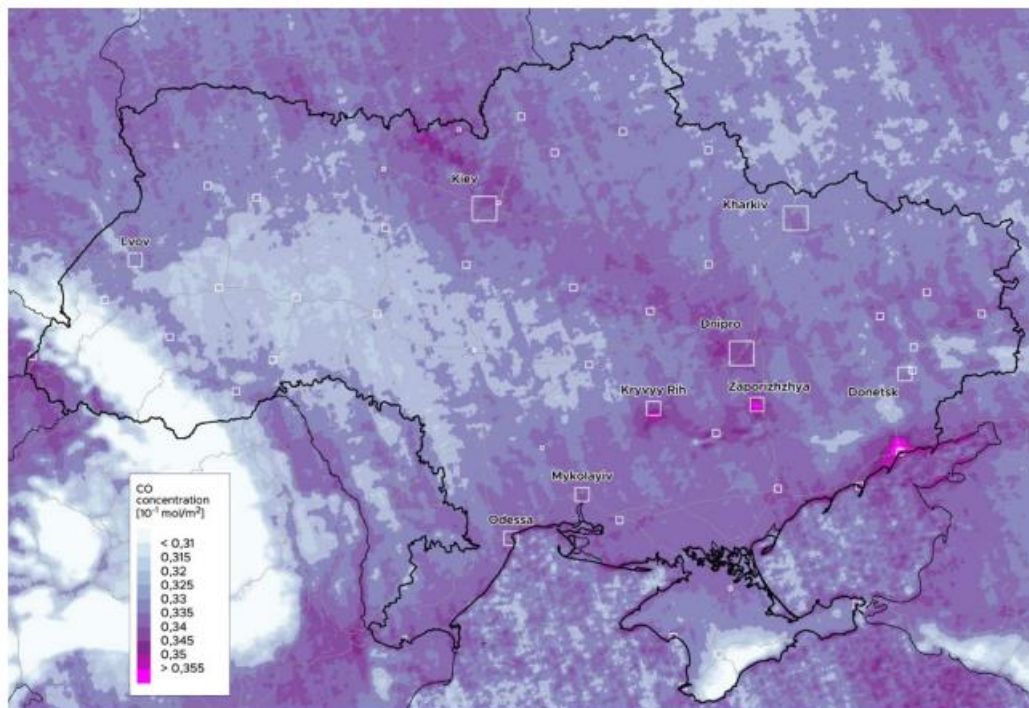 Kiev
Kharkiv
Lvov
Dnipro
Kryvyy Rih
Zaporizhzhya
Donetsk
Mykolayiv
Odessa
CO
concentration
[10⁻¹ mol/m²]
< 0,31
0,315
0,32
0,325
0,33
0,335
0,34
0,345
0,35
> 0,355